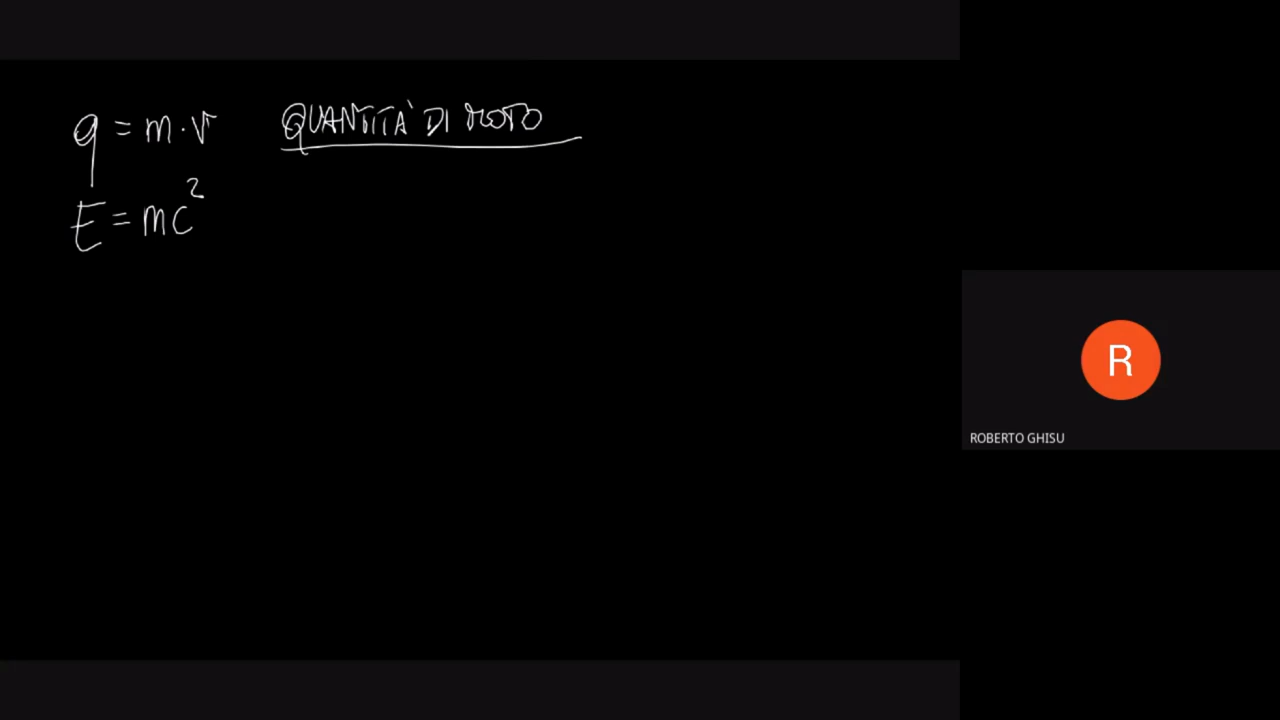 q = m · v QUANTITÀ DI MOTO
E = mc²
R
ROBERTO GHISU